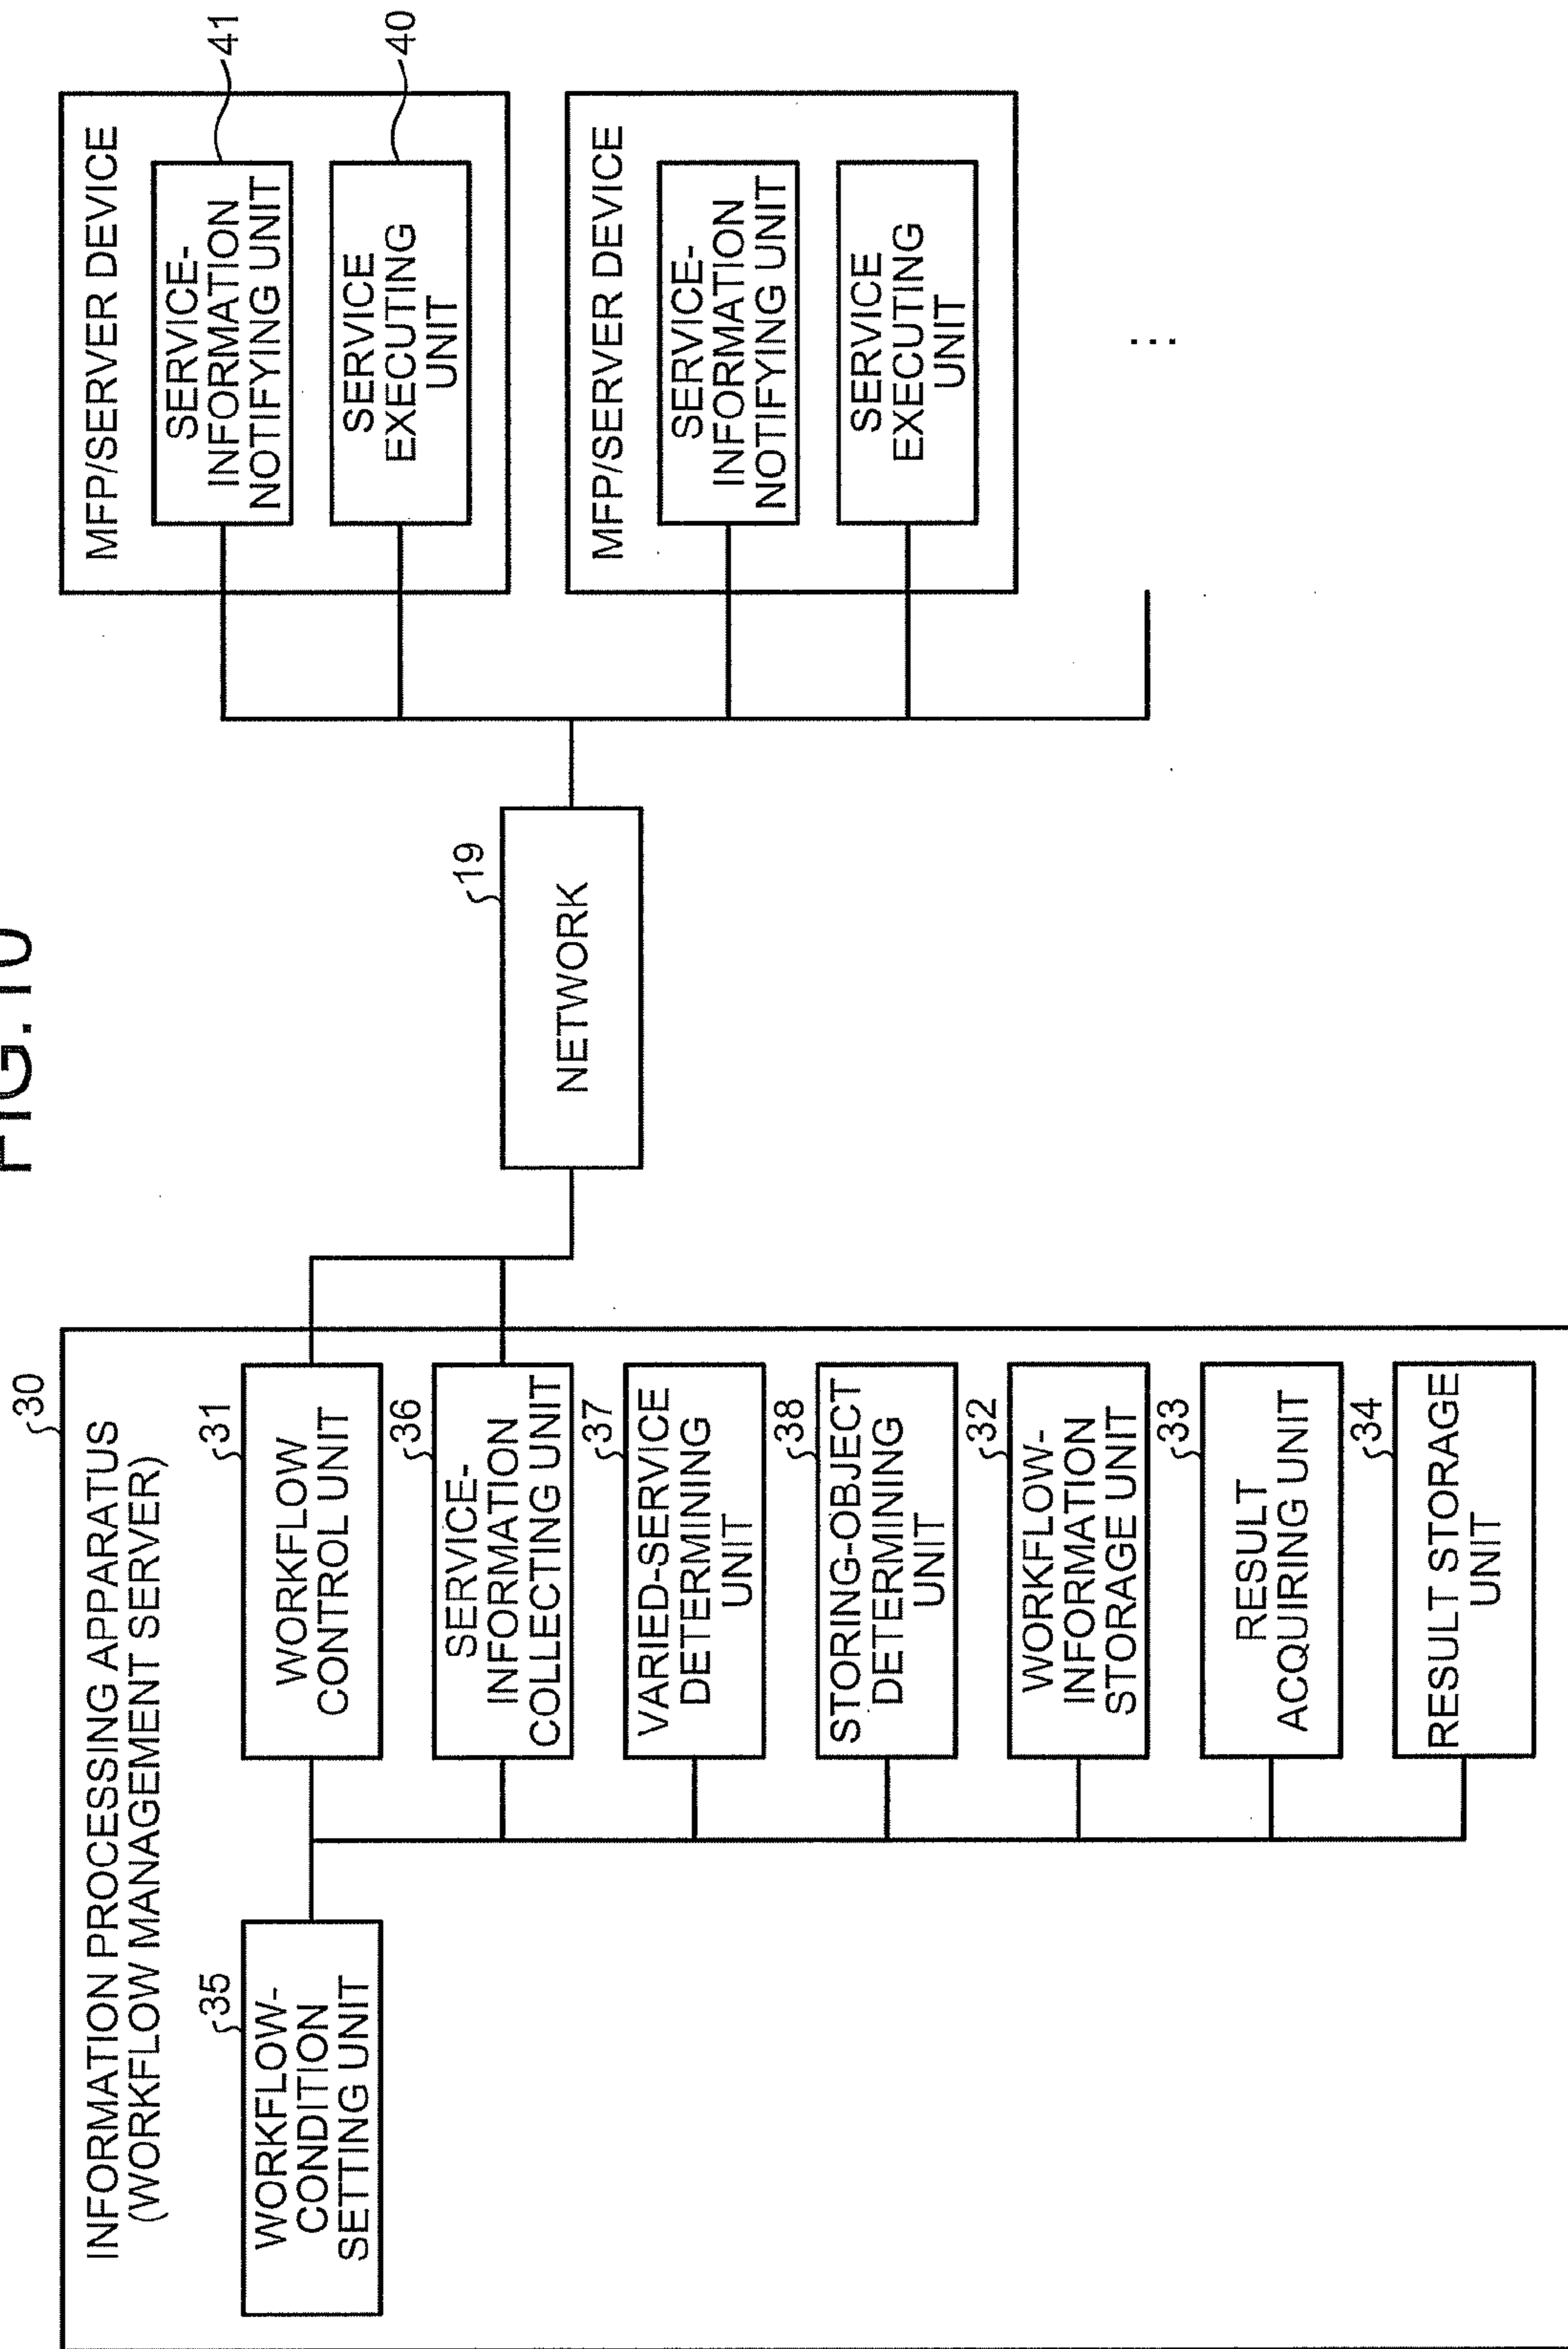 FIG.10
30
INFORMATION PROCESSING APPARATUS
(WORKFLOW MANAGEMENT SERVER)
35
WORKFLOW-
CONDITION
SETTING UNIT
31
WORKFLOW
CONTROL UNIT
36
SERVICE-
INFORMATION
COLLECTING UNIT
37
VARIED-SERVICE
DETERMINING
UNIT
38
STORING-OBJECT
DETERMINING
UNIT
32
WORKFLOW-
INFORMATION
STORAGE UNIT
33
RESULT
ACQUIRING UNIT
34
RESULT STORAGE
UNIT
19
NETWORK
MFP/SERVER DEVICE
SERVICE-
INFORMATION
NOTIFYING UNIT
41
SERVICE
EXECUTING
UNIT
40
MFP/SERVER DEVICE
SERVICE-
INFORMATION
NOTIFYING UNIT
SERVICE
EXECUTING
UNIT
...